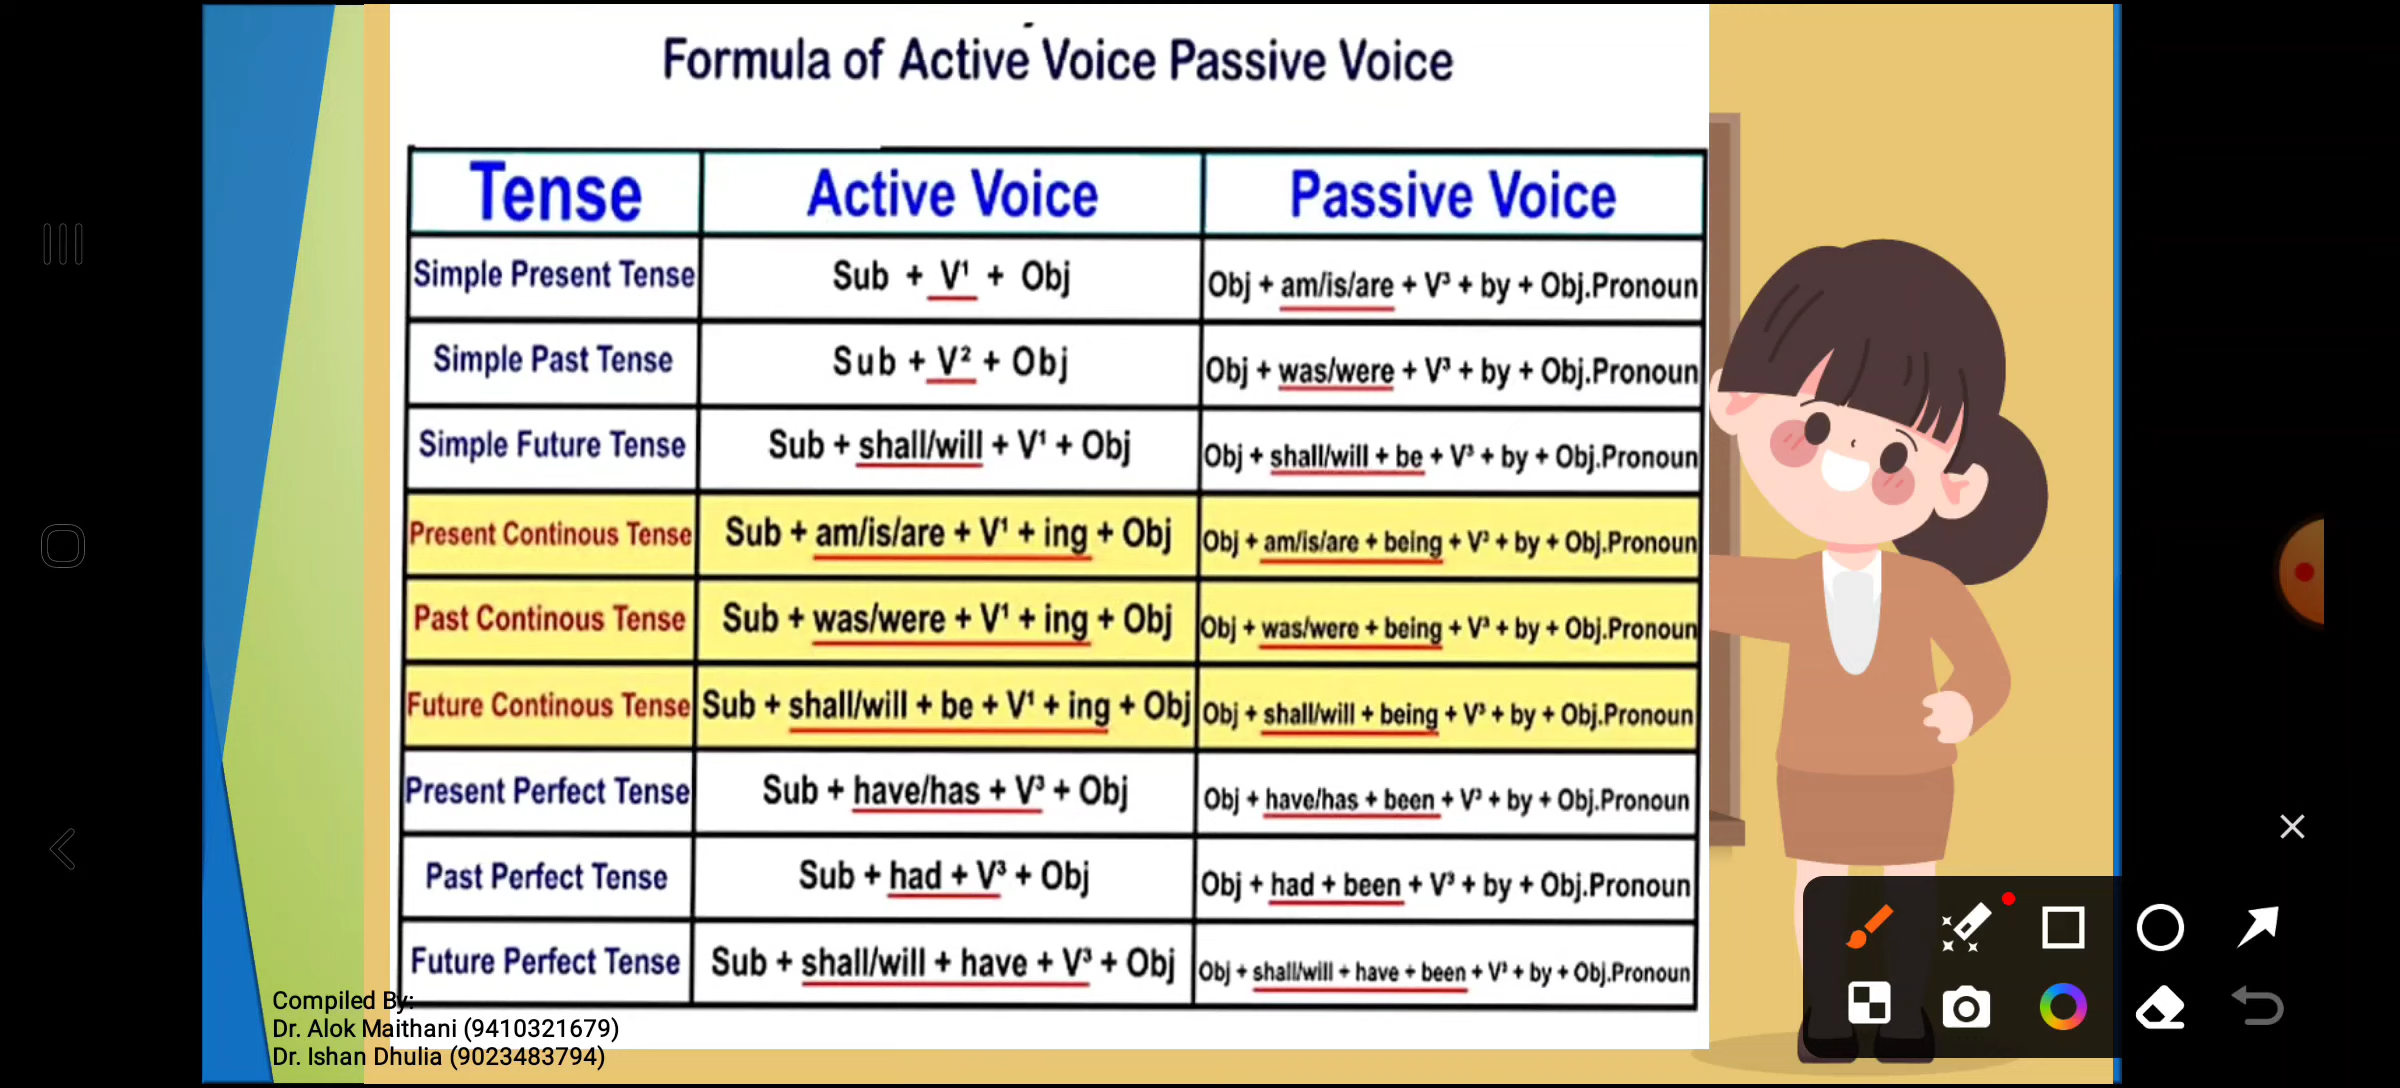 Formula of Active Voice Passive Voice
Tense Active Voice Passive Voice
Simple Present Tense Sub + V¹ + Obj Obj + am/is/are + V³ + by + Obj.Pronoun
Simple Past Tense Sub + V² + Obj Obj + was/were + V³ + by + Obj.Pronoun
Simple Future Tense Sub + shall/will + V¹ + Obj Obj + shall/will + be + V³ + by + Obj.Pronoun
Present Continous Tense Sub + am/is/are + V¹ + ing + Obj Obj + am/is/are + being + V³ + by + Obj.Pronoun
Past Continous Tense Sub + was/were + V¹ + ing + Obj Obj + was/were + being + V³ + by + Obj.Pronoun
Future Continous Tense Sub + shall/will + be + V¹ + ing + Obj Obj + shall/will + being + V³ + by + Obj.Pronoun
Present Perfect Tense Sub + have/has + V³ + Obj Obj + have/has + been + V³ + by + Obj.Pronoun
Past Perfect Tense Sub + had + V³ + Obj Obj + had + been + V³ + by + Obj.Pronoun
Future Perfect Tense Sub + shall/will + have + V³ + Obj Obj + shall/will + have + been + V³ + by + Obj.Pronoun
Compiled By:
Dr. Alok Maithani (9410321679)
Dr. Ishan Dhulia (9023483794)